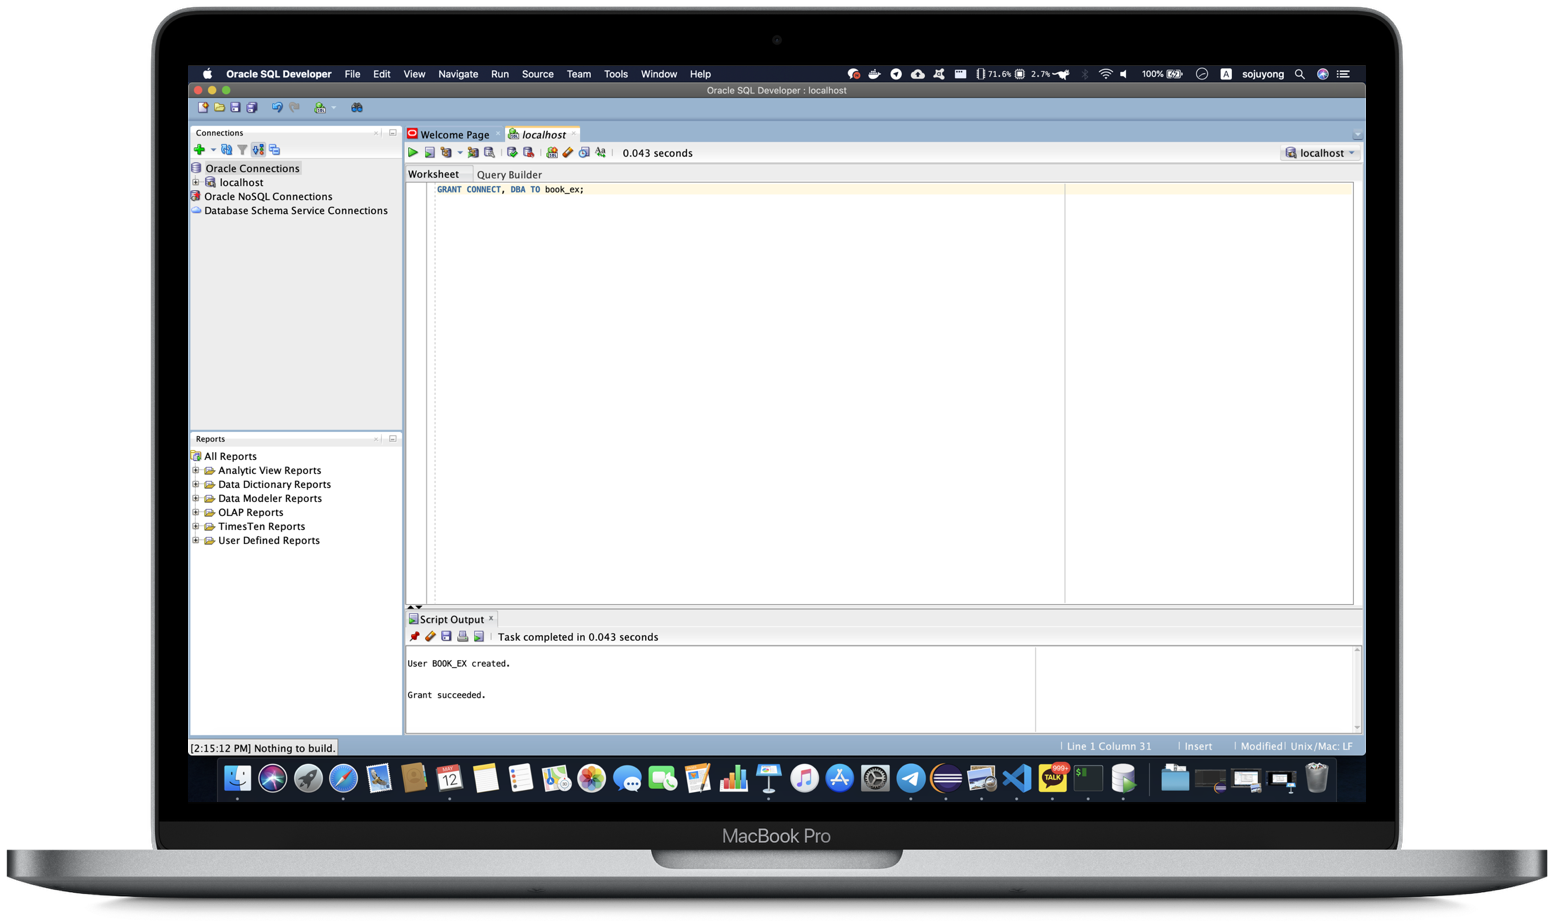 Oracle SQL Developer File Edit View Navigate Run Source Team Tools Window Help 71.6% 2.7% 100% A sojuyong
Oracle SQL Developer : localhost
Connections
Oracle Connections
localhost
Oracle NoSQL Connections
Database Schema Service Connections
Reports
All Reports
Analytic View Reports
Data Dictionary Reports
Data Modeler Reports
OLAP Reports
TimesTen Reports
User Defined Reports
Welcome Page localhost
0.043 seconds localhost
Worksheet Query Builder
GRANT CONNECT, DBA TO book_ex;
Script Output
Task completed in 0.043 seconds
User BOOK_EX created.
Grant succeeded.
[2:15:12 PM] Nothing to build. Line 1 Column 31 Insert Modified Unix/Mac: LF
MAY
12
TALK
999+
$
MacBook Pro